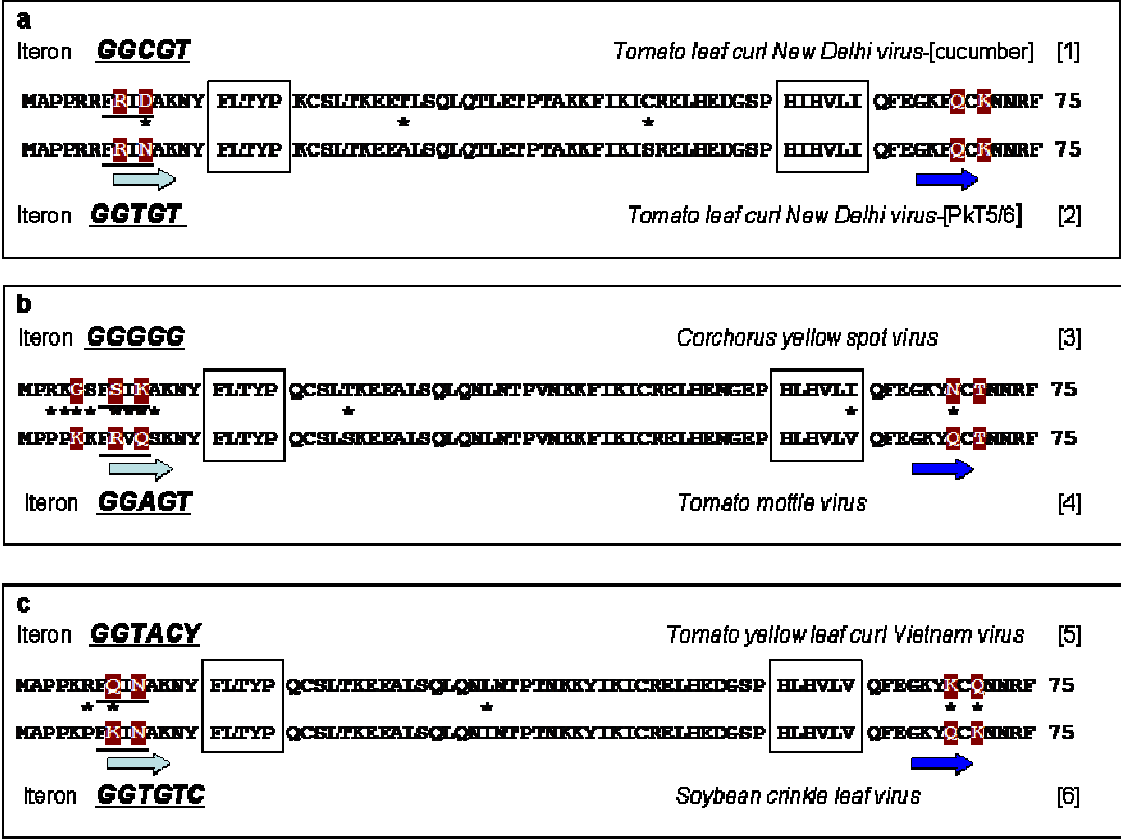 a
Iteron GGCGT Tomato leaf curl New Delhi virus-[cucumber] [1]
MAPPRRFRIDAKNY FLTYP KCSLTKEETLSQLQTLETPTAKKFIKICRELHEDGSP HIHVLI QFEGKFQCKNNRF 75
* * *
MAPPRRFRINAKNY FLTYP KCSLTKEEALSQLQTLETPTAKKFIKISRELHEDGSP HIHVLI QFEGKFQCKNNRF 75
Iteron GGTGT Tomato leaf curl New Delhi virus-[PkT5/6] [2]
b
Iteron GGGGG Corchorus yellow spot virus [3]
MPRKGSFSIKAKNY FLTYP QCSLTKEEALSQLQNLNTPVNKKFIKICRELHENGEP HLHVLI QFEGKYNCTNNRF 75
**** **** * * *
MPPPKKFRVQSKNY FLTYP QCSLSKEEALSQLQNLNTPVNKKFIKICRELHENGEP HLHVLV QFEGKYQCTNNRF 75
Iteron GGAGT Tomato mottle virus [4]
c
Iteron GGTACY Tomato yellow leaf curl Vietnam virus [5]
MAPPKRFQINAKNY FLTYP QCSLTKEEALSQLQNLNTPTNKKYIKICRELHEDGSP HLHVLV QFEGKYKCQNNRF 75
* * * * *
MAPPKPFKINAKNY FLTYP QCSLTKEEALSQLQNINTPTNKKYIKICRELHEDGSP HLHVLV QFEGKYQCKNNRF 75
Iteron GGTGTC Soybean crinkle leaf virus [6]